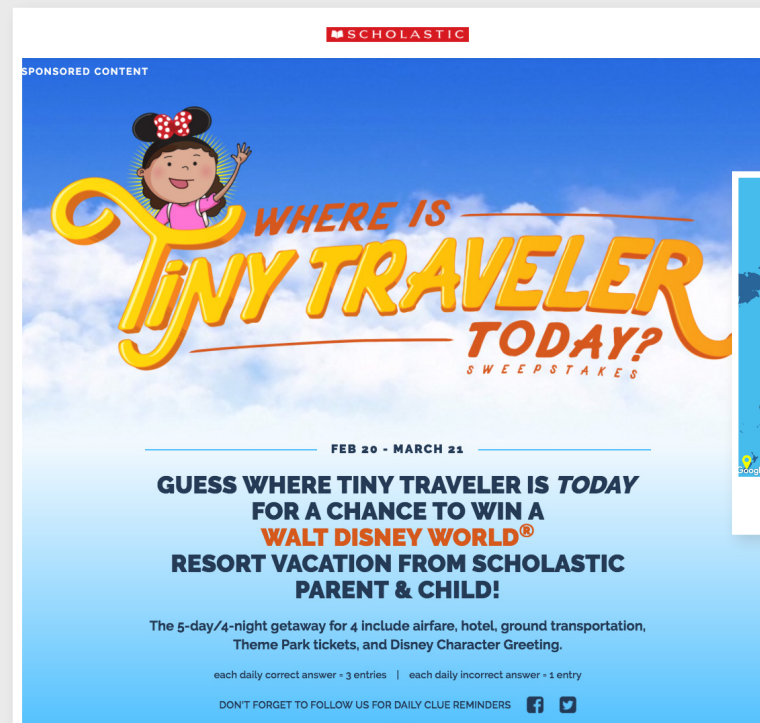 SCHOLASTIC
SPONSORED CONTENT
WHERE IS
TINY TRAVELER
TODAY?
SWEEPSTAKES
FEB 20 - MARCH 21
GUESS WHERE TINY TRAVELER IS TODAY
FOR A CHANCE TO WIN A
WALT DISNEY WORLD®
RESORT VACATION FROM SCHOLASTIC
PARENT & CHILD!
The 5-day/4-night getaway for 4 include airfare, hotel, ground transportation,
Theme Park tickets, and Disney Character Greeting.
each daily correct answer = 3 entries | each daily incorrect answer = 1 entry
DON'T FORGET TO FOLLOW US FOR DAILY CLUE REMINDERS